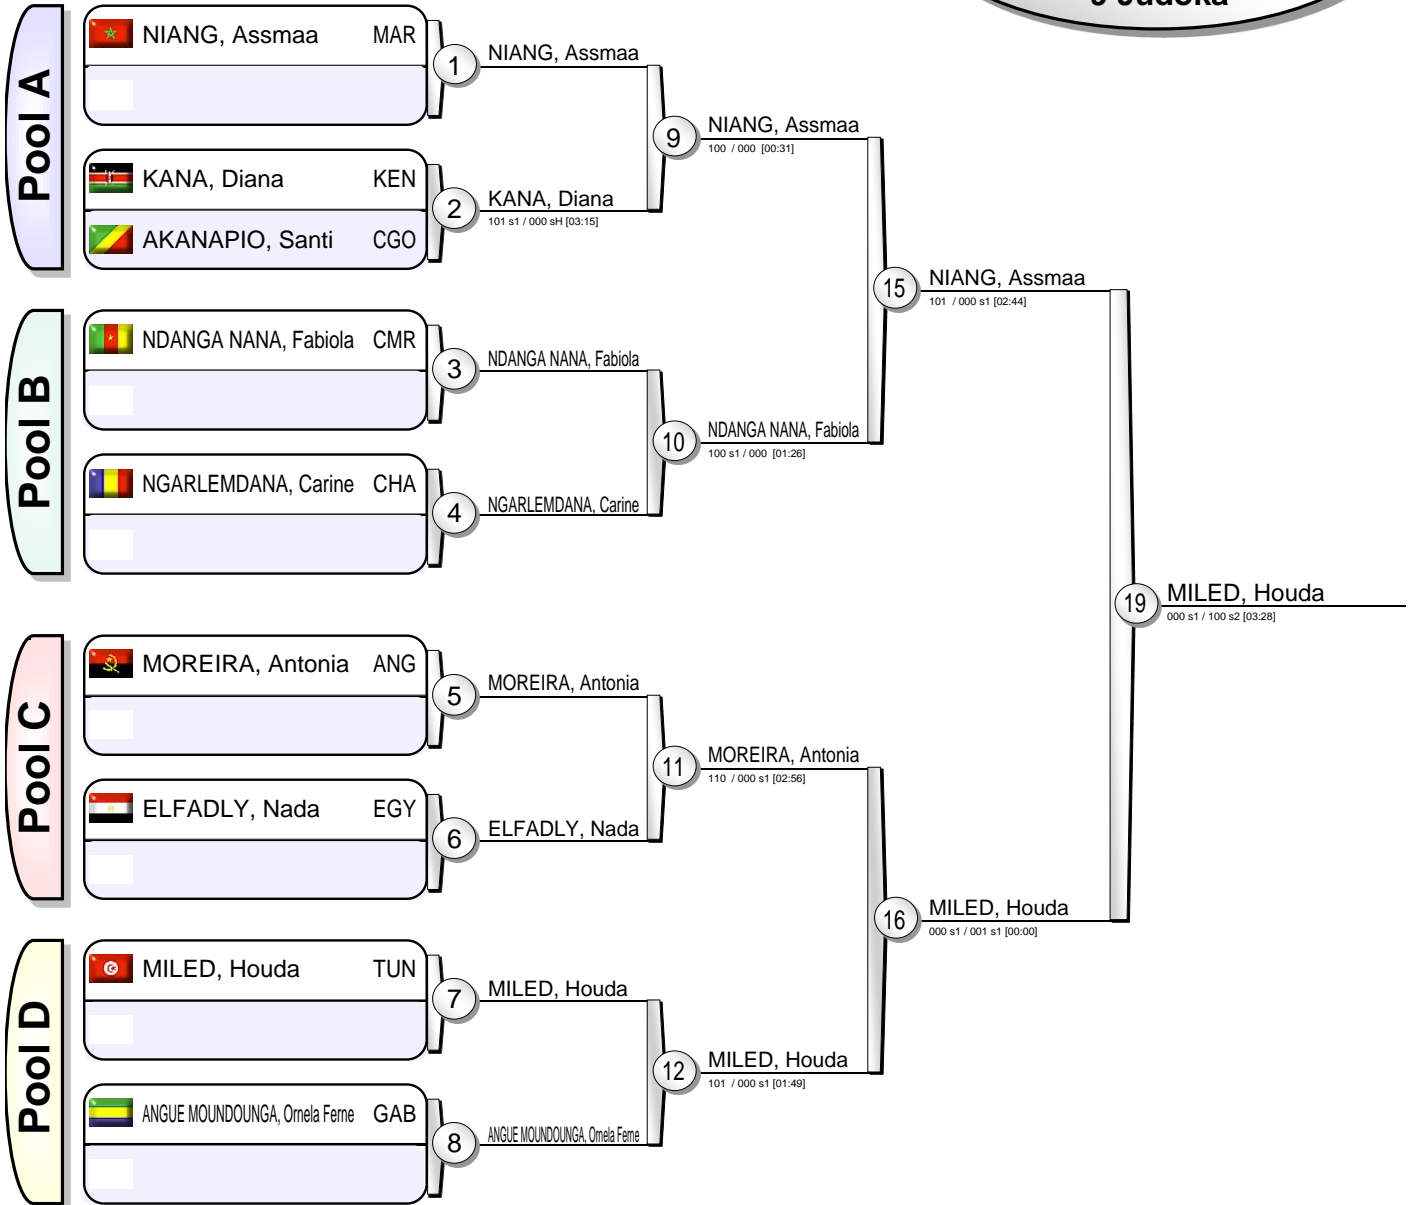 9 Judoka
Pool A
NIANG, Assmaa MAR
1
NIANG, Assmaa
KANA, Diana KEN
AKANAPIO, Santi CGO
2
KANA, Diana
101 s1 / 000 sH [03:15]
9
NIANG, Assmaa
100 / 000 [00:31]
Pool B
NDANGA NANA, Fabiola CMR
3
NDANGA NANA, Fabiola
NGARLEMDANA, Carine CHA
4
NGARLEMDANA, Carine
10
NDANGA NANA, Fabiola
100 s1 / 000 [01:26]
15
NIANG, Assmaa
101 / 000 s1 [02:44]
Pool C
MOREIRA, Antonia ANG
5
MOREIRA, Antonia
ELFADLY, Nada EGY
6
ELFADLY, Nada
11
MOREIRA, Antonia
110 / 000 s1 [02:56]
Pool D
MILED, Houda TUN
7
MILED, Houda
ANGUE MOUNDOUNGA, Ornela Ferne GAB
8
ANGUE MOUNDOUNGA, Ornela Ferne
12
MILED, Houda
101 / 000 s1 [01:49]
16
MILED, Houda
000 s1 / 001 s1 [00:00]
19
MILED, Houda
000 s1 / 100 s2 [03:28]